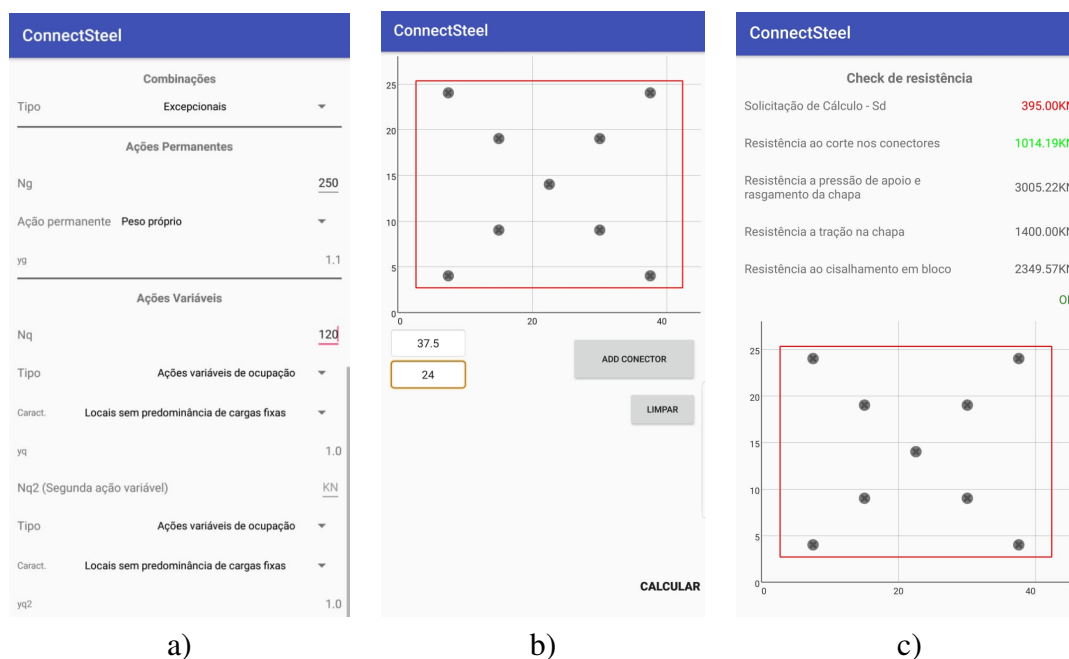 ConnectSteel
Combinações
Tipo Excepcionais
Ações Permanentes
Ng 250
Ação permanente Peso próprio
yg 1.1
Ações Variáveis
Nq 120
Tipo Ações variáveis de ocupação
Caract. Locais sem predominância de cargas fixas
yq 1.0
Nq2 (Segunda ação variável) KN
Tipo Ações variáveis de ocupação
Caract. Locais sem predominância de cargas fixas
yq2 1.0
a)
ConnectSteel
25
20
15
10
5
0
0 20 40
37.5
24
ADD CONECTOR
LIMPAR
CALCULAR
b)
ConnectSteel
Check de resistência
Solicitação de Cálculo - Sd 395.00KN
Resistência ao corte nos conectores 1014.19KN
Resistência a pressão de apoio e
rasgamento da chapa 3005.22KN
Resistência a tração na chapa 1400.00KN
Resistência ao cisalhamento em bloco 2349.57KN
25
20
15
10
5
0
0 20 40
c)